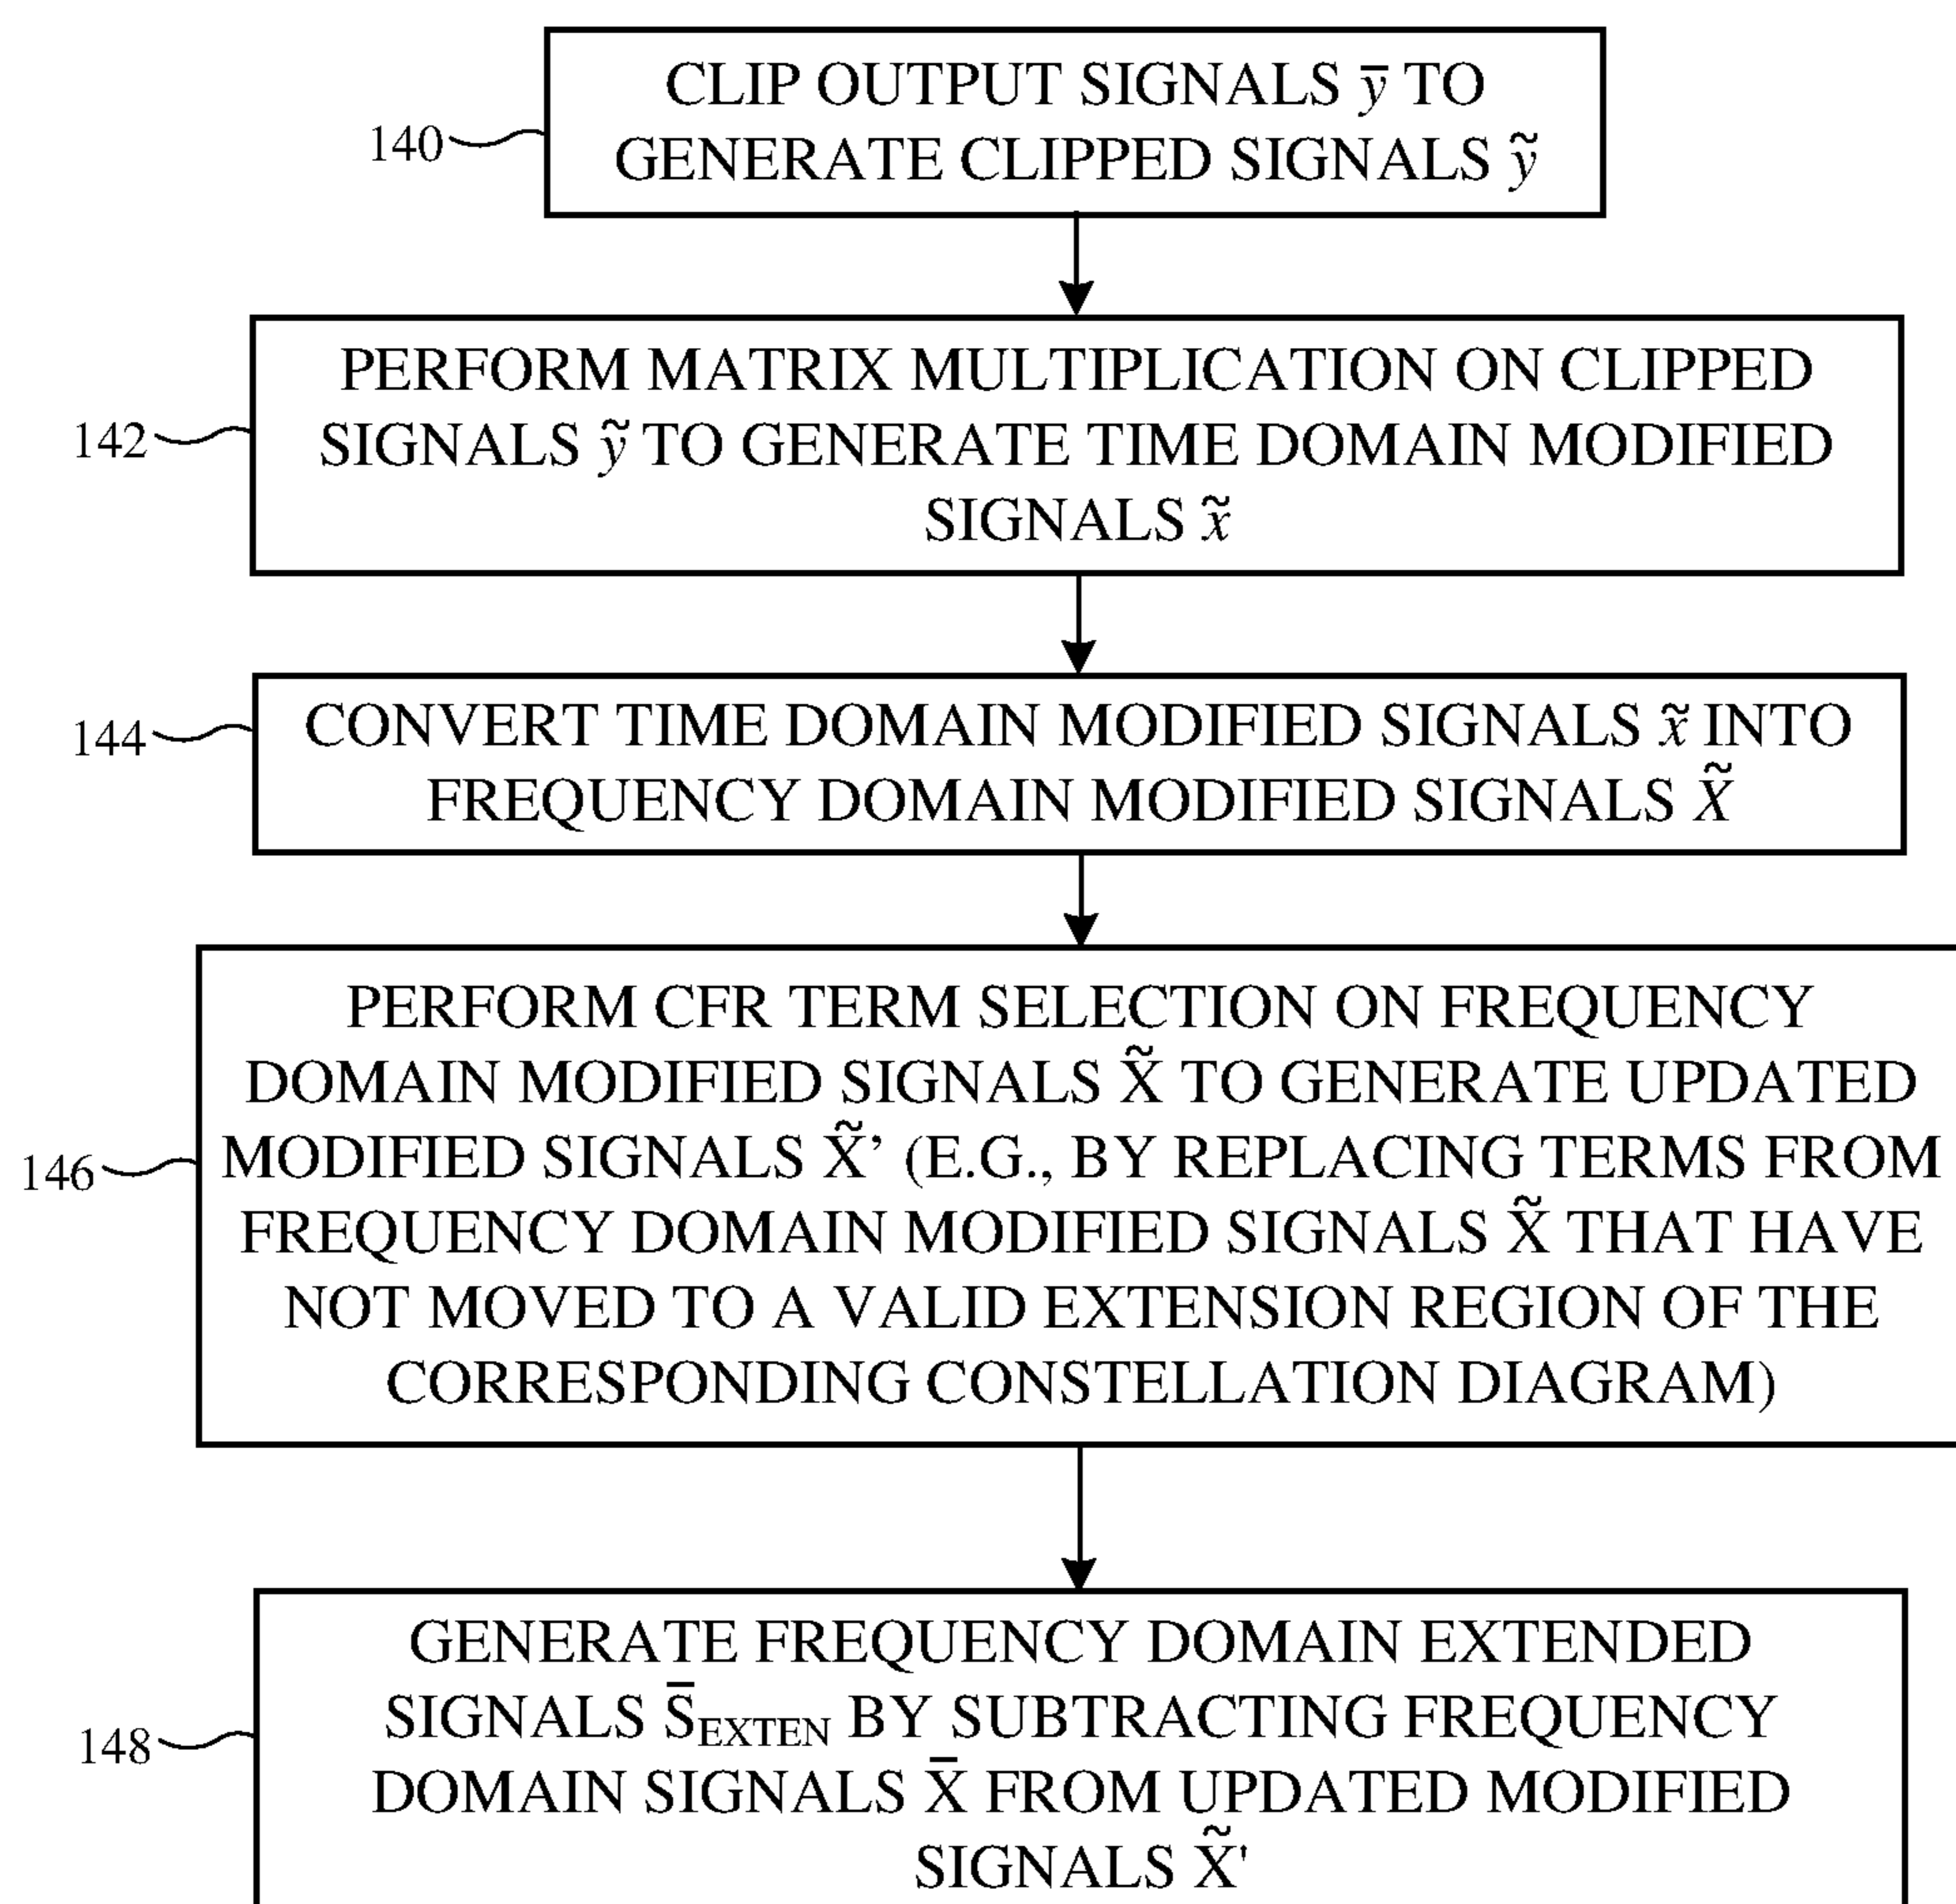 CLIP OUTPUT SIGNALS y̅ TO
140
GENERATE CLIPPED SIGNALS ỹ
PERFORM MATRIX MULTIPLICATION ON CLIPPED
142
SIGNALS ỹ TO GENERATE TIME DOMAIN MODIFIED
SIGNALS x̃
CONVERT TIME DOMAIN MODIFIED SIGNALS x̃ INTO
144
FREQUENCY DOMAIN MODIFIED SIGNALS X̃
PERFORM CFR TERM SELECTION ON FREQUENCY
DOMAIN MODIFIED SIGNALS X̃ TO GENERATE UPDATED
146
MODIFIED SIGNALS X̃’ (E.G., BY REPLACING TERMS FROM
FREQUENCY DOMAIN MODIFIED SIGNALS X̃ THAT HAVE
NOT MOVED TO A VALID EXTENSION REGION OF THE
CORRESPONDING CONSTELLATION DIAGRAM)
GENERATE FREQUENCY DOMAIN EXTENDED
148
SIGNALS S̅EXTEN BY SUBTRACTING FREQUENCY
DOMAIN SIGNALS X̅ FROM UPDATED MODIFIED
SIGNALS X̃'